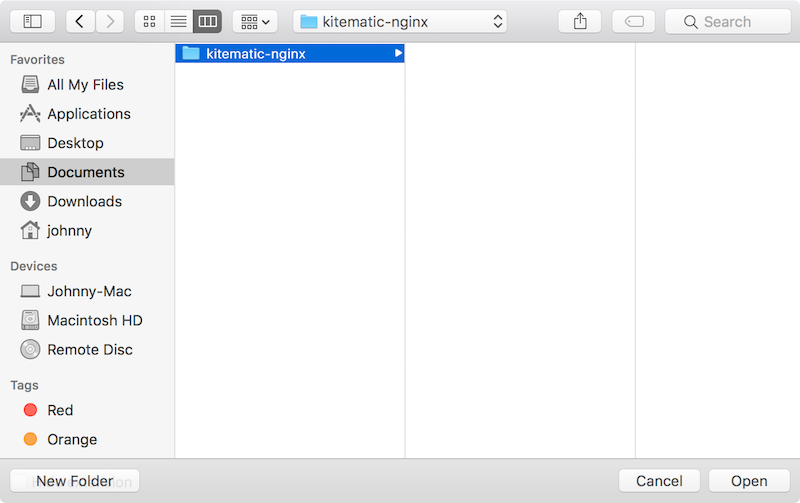 kitematic-nginx
Search
Favorites
All My Files
Applications
Desktop
Documents
Downloads
johnny
Devices
Johnny-Mac
Macintosh HD
Remote Disc
Tags
Red
Orange
kitematic-nginx
New Folder
Cancel
Open